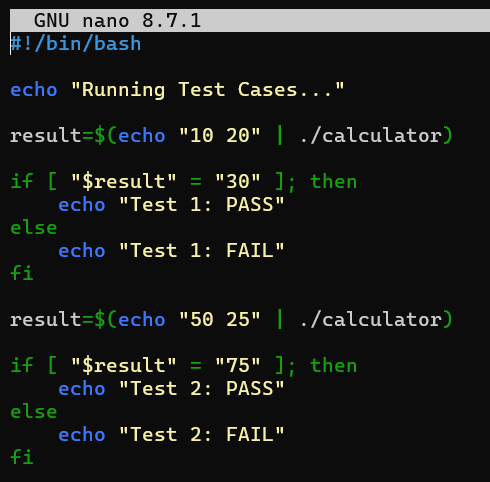 GNU nano 8.7.1
#!/bin/bash
echo "Running Test Cases..."
result=$(echo "10 20" | ./calculator)
if [ "$result" = "30" ]; then
    echo "Test 1: PASS"
else
    echo "Test 1: FAIL"
fi
result=$(echo "50 25" | ./calculator)
if [ "$result" = "75" ]; then
    echo "Test 2: PASS"
else
    echo "Test 2: FAIL"
fi